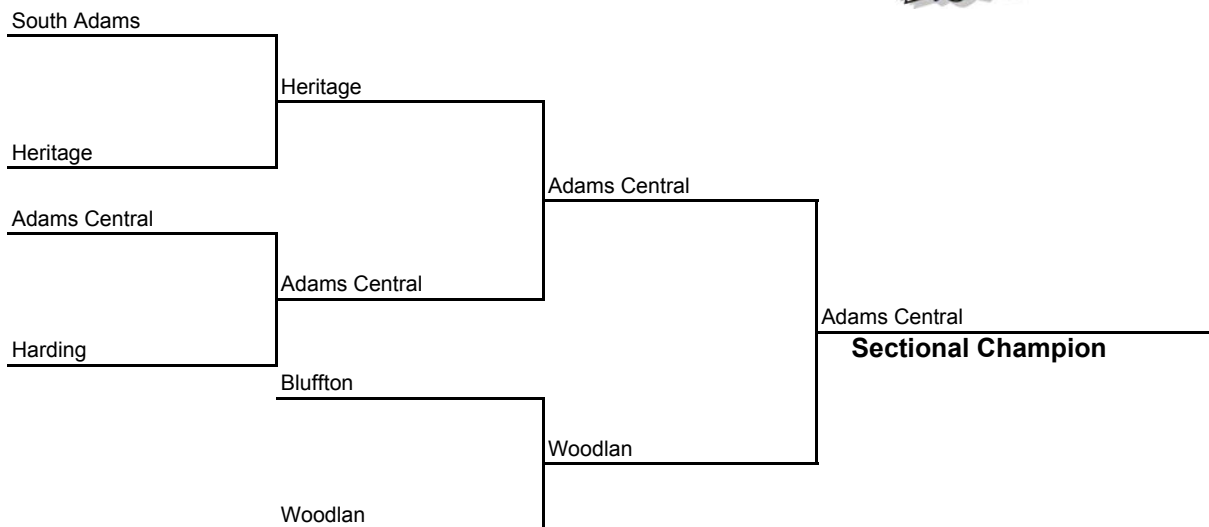 South Adams
Heritage
Heritage
Adams Central
Adams Central
Adams Central
Adams Central
Sectional Champion
Harding
Bluffton
Woodlan
Woodlan